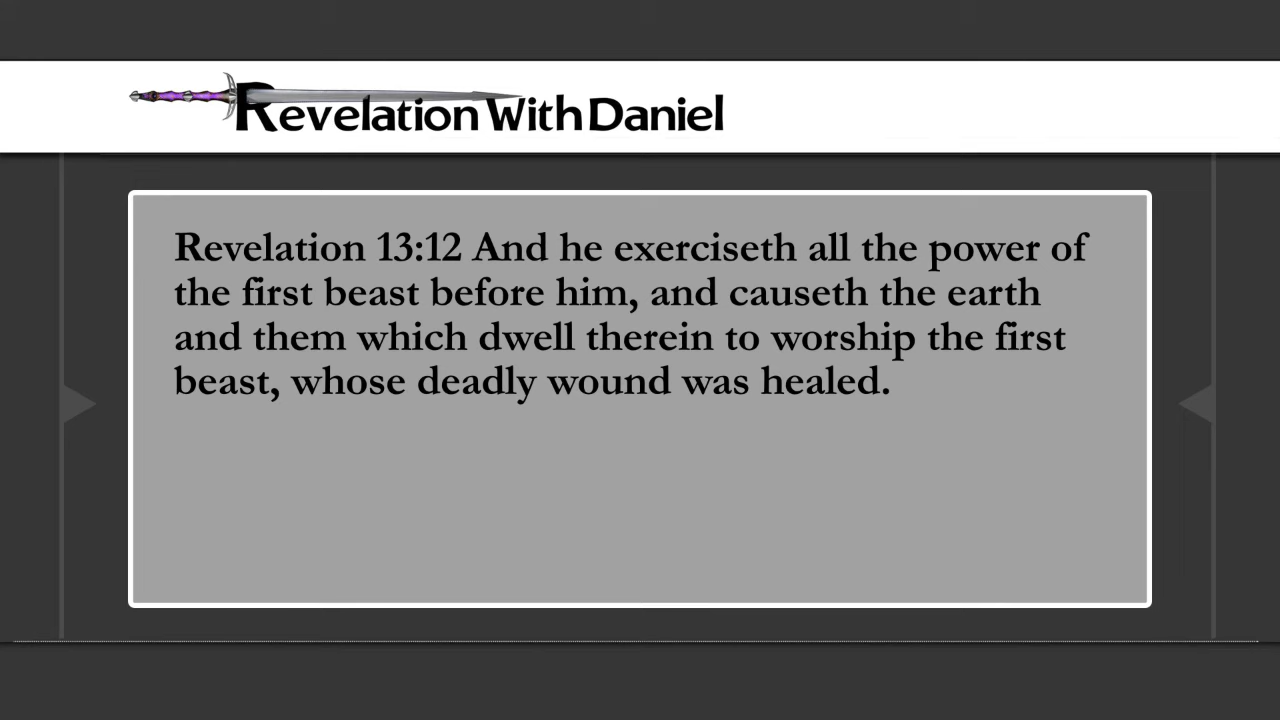 Revelation With Daniel
Revelation 13:12 And he exerciseth all the power of
the first beast before him, and causeth the earth
and them which dwell therein to worship the first
beast, whose deadly wound was healed.